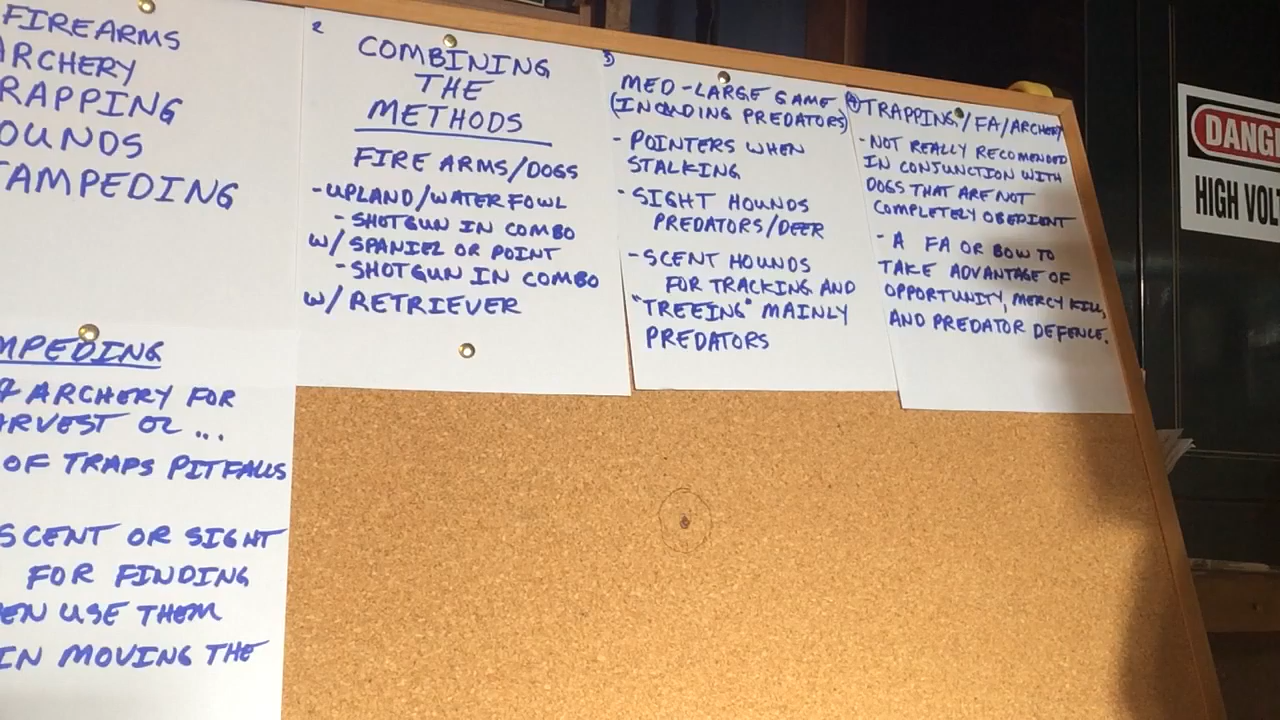 FIREARMS
ARCHERY
RAPPING
OUNDS
TAMPEDING
2
COMBINING
THE
METHODS
FIRE ARMS/DOGS
-UPLAND/WATERFOWL
-SHOTGUN IN COMBO
W/ SPANIEL OR POINT
-SHOTGUN IN COMBO
W/ RETRIEVER
3
MED-LARGE GAME
(INCLUDING PREDATORS)
- POINTERS WHEN
STALKING
- SIGHT HOUNDS
PREDATORS/DEER
- SCENT HOUNDS
FOR TRACKING AND
"TREEING" MAINLY
PREDATORS
4 TRAPPING/FA/ARCHERY
-NOT REALLY RECOMENDED
IN CONJUNCTION WITH
DOGS THAT ARE NOT
COMPLETELY OBEDIENT
- A FA OR BOW TO
TAKE ADVANTAGE OF
OPPORTUNITY, MERCY KILL,
AND PREDATOR DEFENCE.
MPEDING
& ARCHERY FOR
ARVEST OR ...
OF TRAPS PITFALLS
SCENT OR SIGHT
FOR FINDING
EN USE THEM
IN MOVING THE
DANGE
HIGH VOL